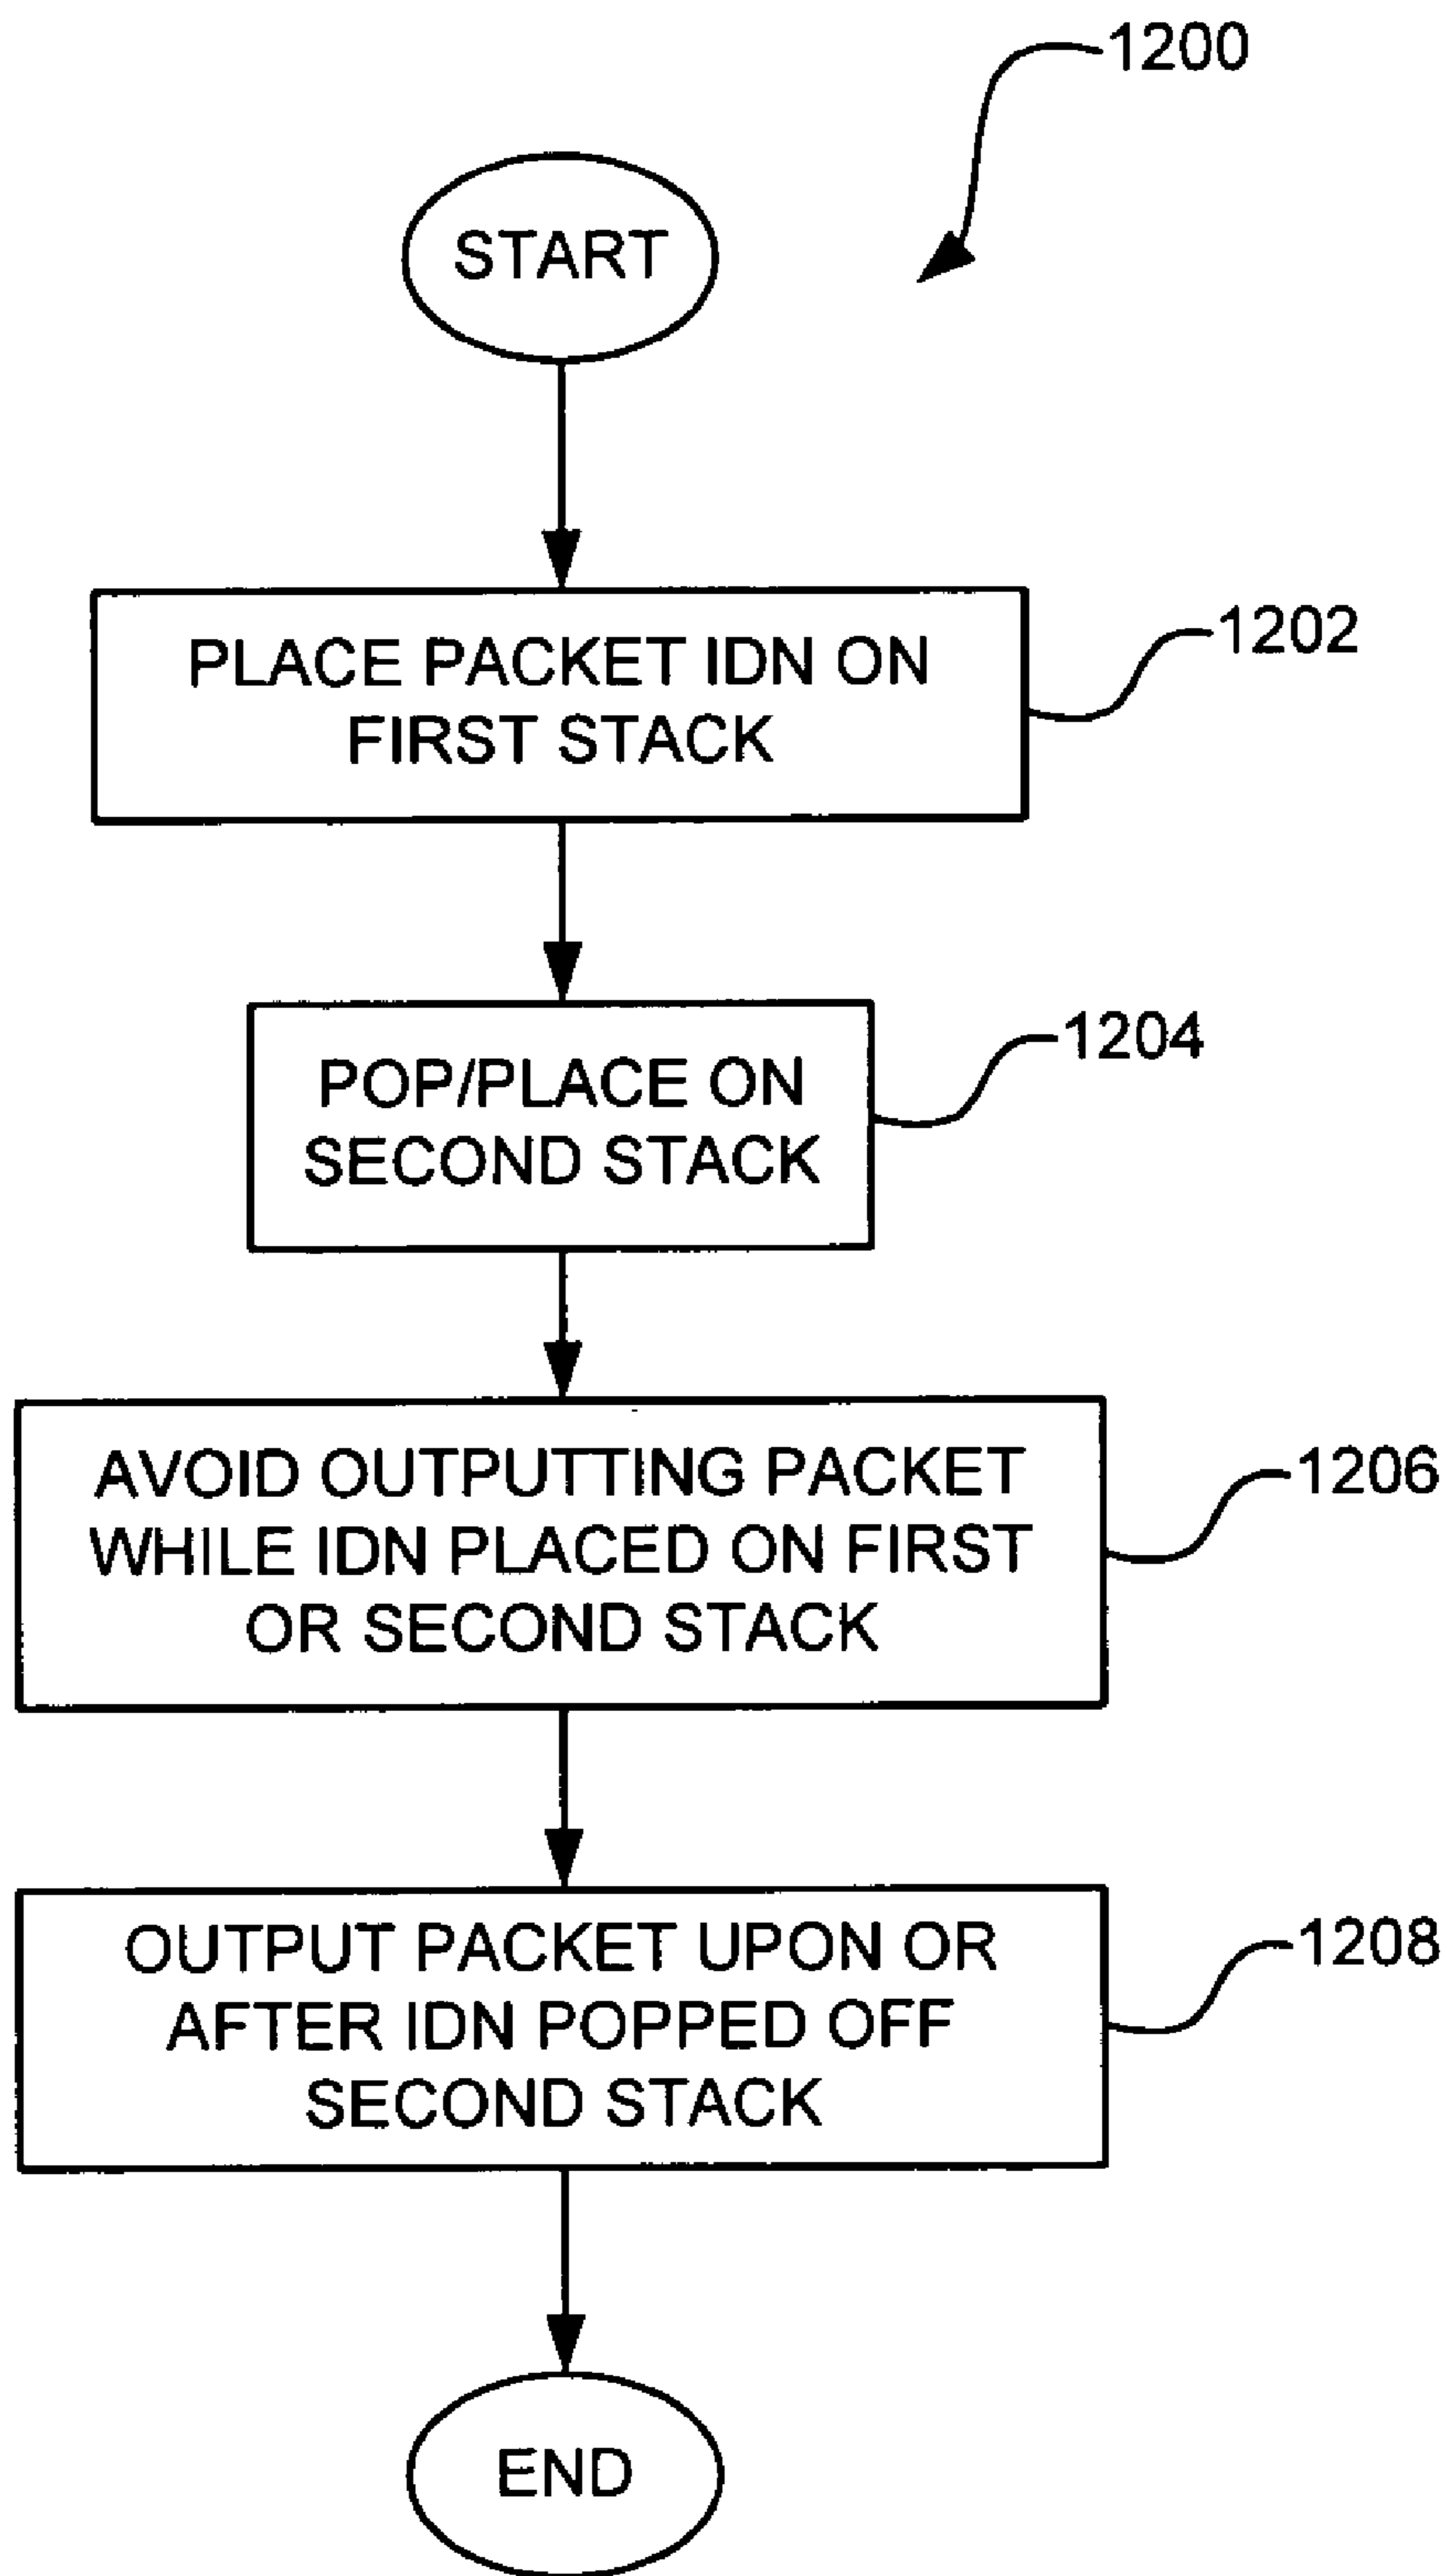 1200
START
PLACE PACKET IDN ON
FIRST STACK
1202
POP/PLACE ON
SECOND STACK
1204
AVOID OUTPUTTING PACKET
WHILE IDN PLACED ON FIRST
OR SECOND STACK
1206
OUTPUT PACKET UPON OR
AFTER IDN POPPED OFF
SECOND STACK
1208
END